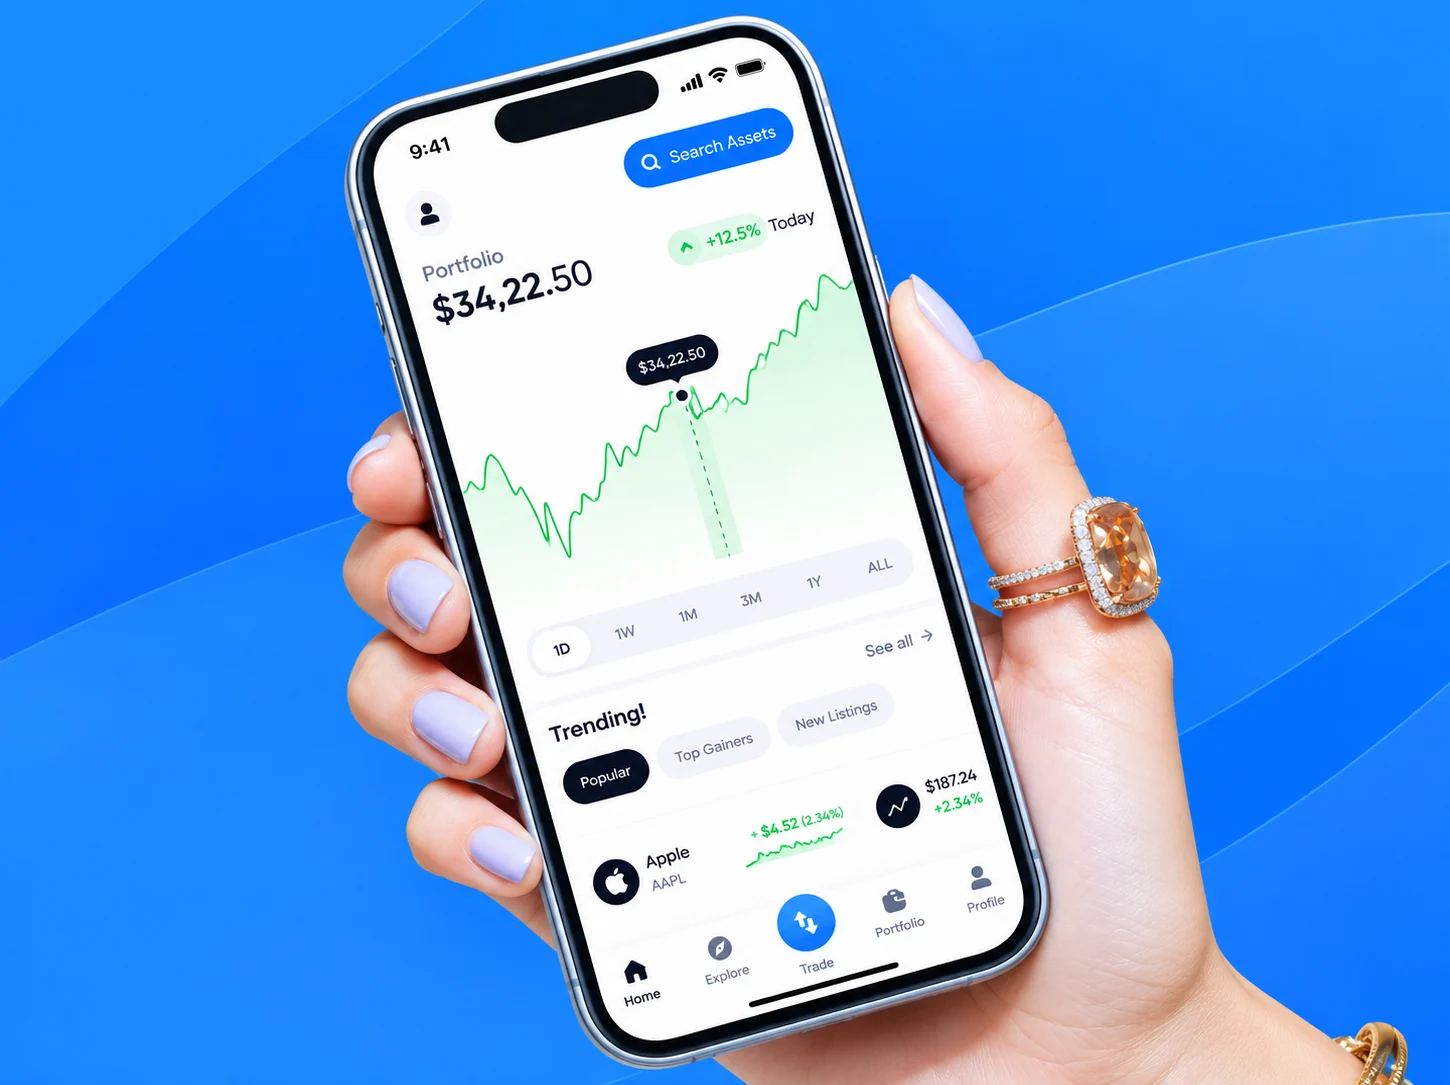 9:41
Search Assets
Portfolio
+12.5% Today
$34,22.50
$34,22.50
1D 1W 1M 3M 1Y ALL
See all
Trending!
Popular Top Gainers New Listings
Apple
AAPL
+ $4.52 (2.34%)
$187.24
+2.34%
Home Explore Trade Portfolio Profile